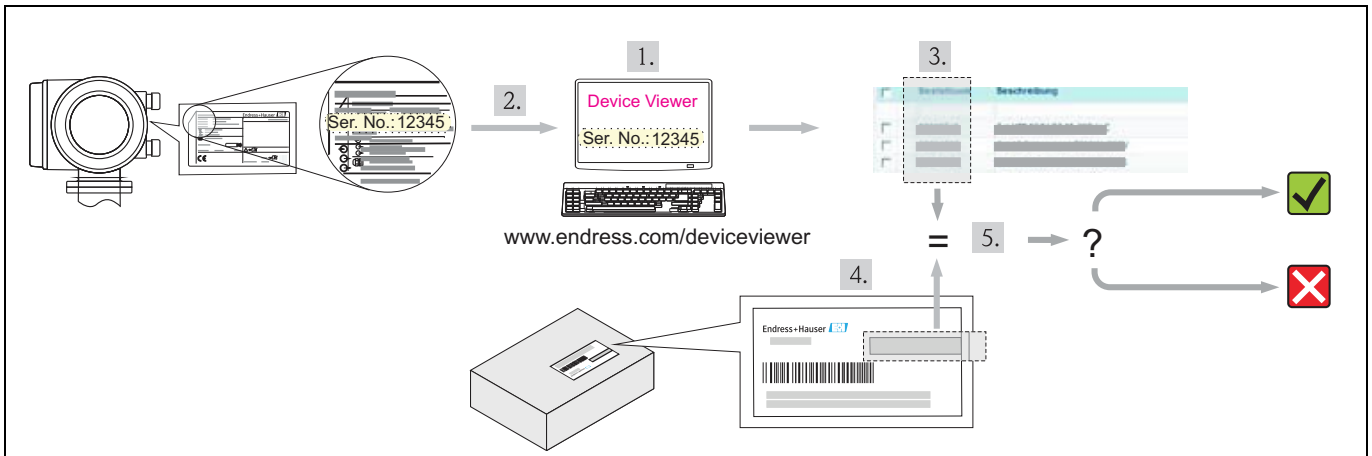 Endress+Hauser
Ser. No.: 12345
2.
1.
Device Viewer
Ser. No.: 12345
www.endress.com/deviceviewer
3.
Beschreibung
=
5.
?
4.
Endress+Hauser